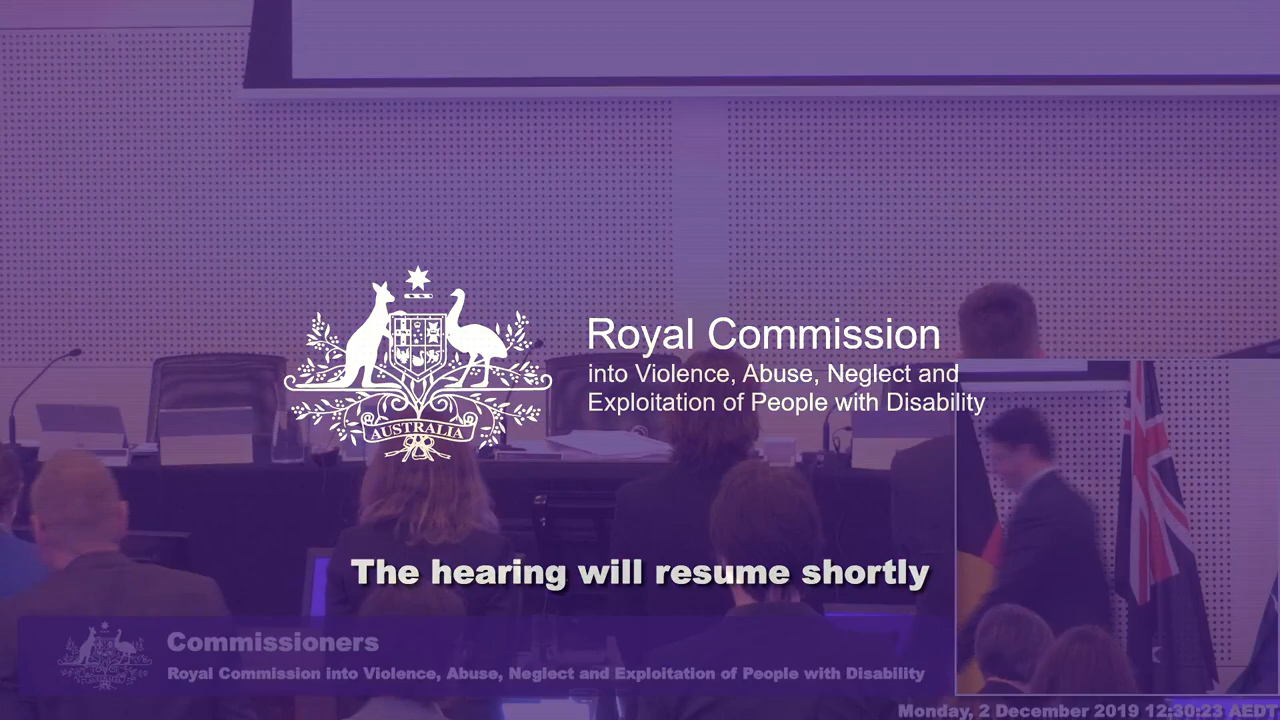 Royal Commission
into Violence, Abuse, Neglect and
Exploitation of People with Disability
AUSTRALIA
The hearing will resume shortly
Commissioners
Royal Commission into Violence, Abuse, Neglect and Exploitation of People with Disability
Monday, 2 December 2019 12:30:23 AEDT